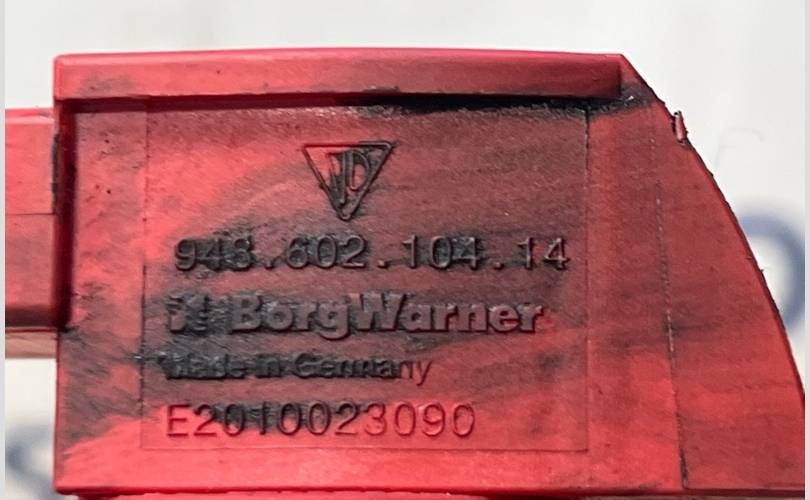 948.602.104.14
BorgWarner
Made in Germany
E2010023090